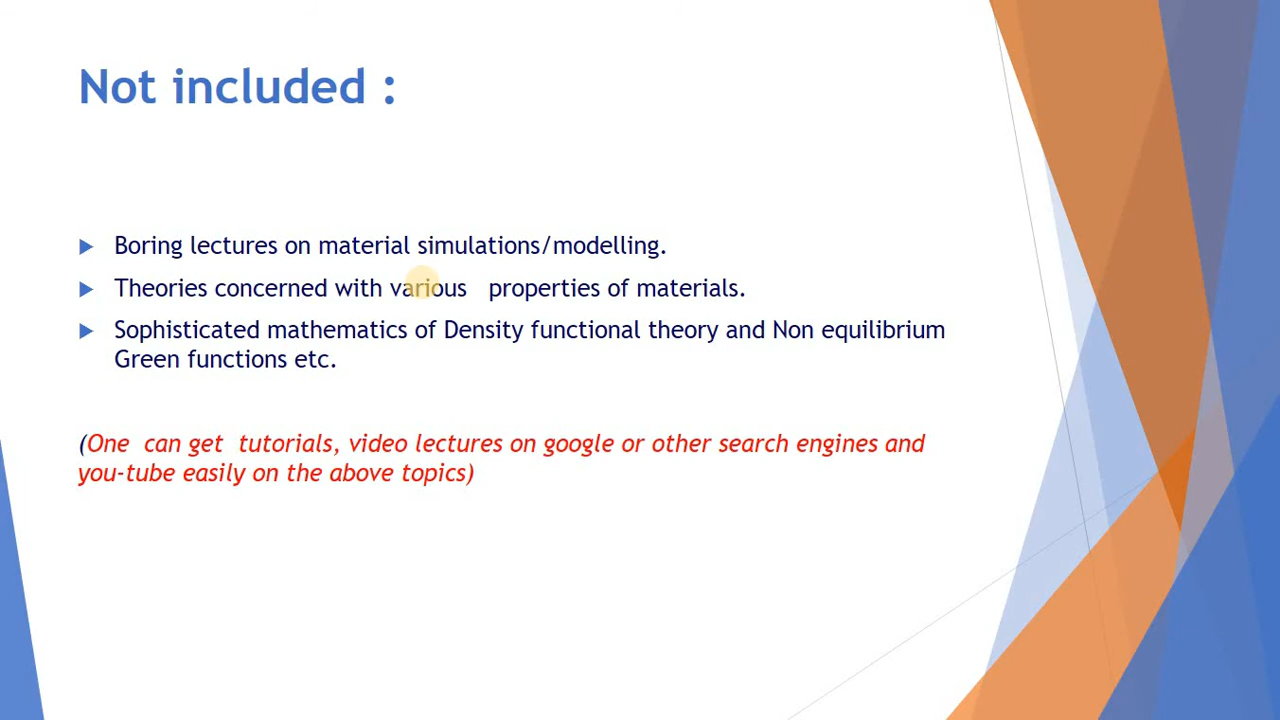 Not included :
Boring lectures on material simulations/modelling.
Theories concerned with various properties of materials.
Sophisticated mathematics of Density functional theory and Non equilibrium
Green functions etc.
(One can get tutorials, video lectures on google or other search engines and
you-tube easily on the above topics)